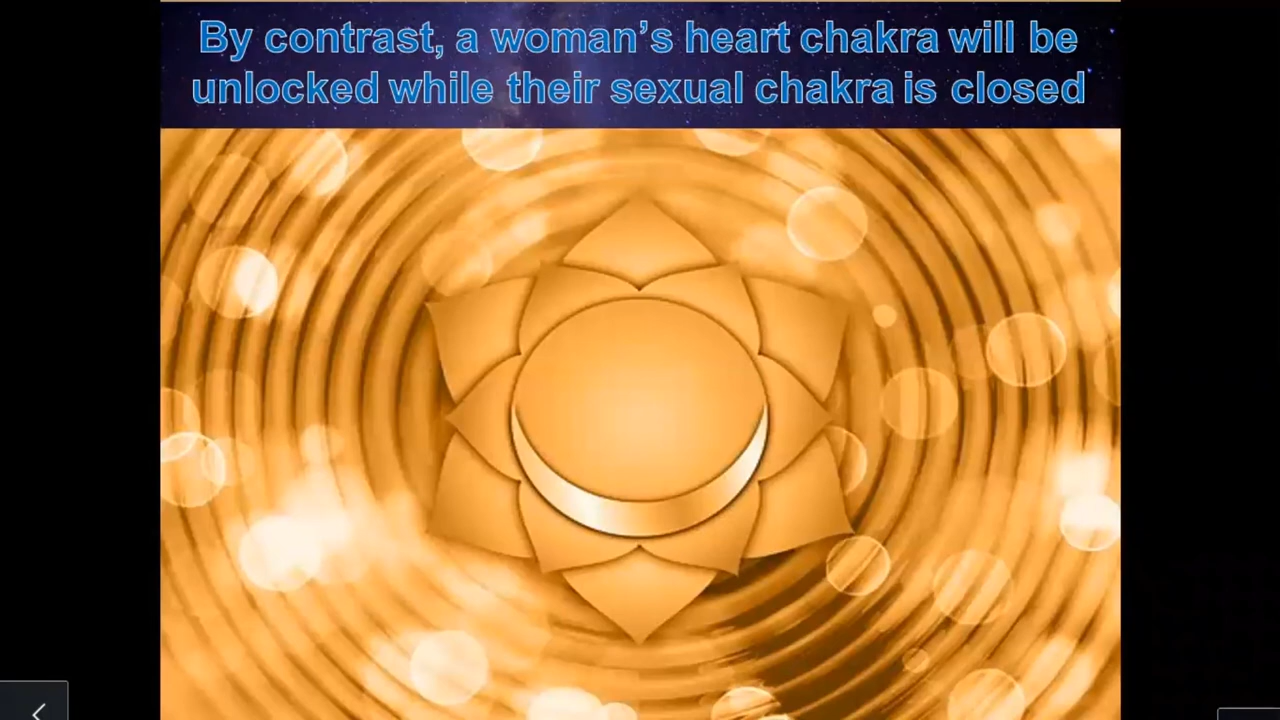 By contrast, a woman’s heart chakra will be
unlocked while their sexual chakra is closed